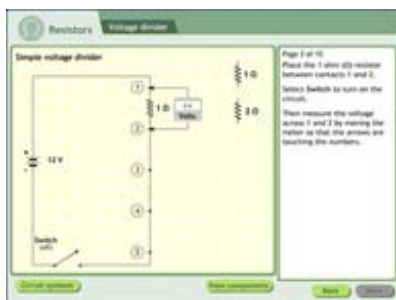 Resistors
Voltage divider
Simple voltage divider
1
1 Ω
Volts
2
3
4
5
12 V
Switch
1 Ω
2 Ω
Page 2 of 15
Place the 1 ohm (Ω) resistor
between contacts 1 and 2.
Select Switch to turn on the
circuit.
Then measure the voltage
across 1 and 2 by moving the
meter so that the arrows are
touching the numbers.
Circuit symbols
Show components
Back